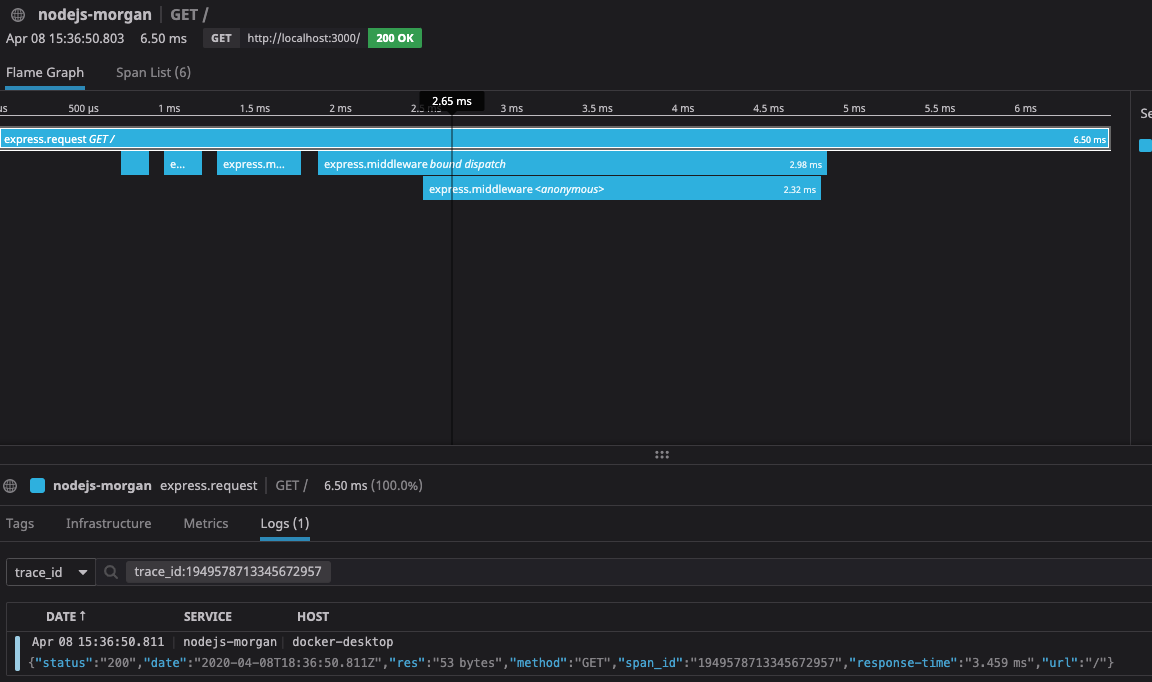 nodejs-morgan GET /
Apr 08 15:36:50.803 6.50 ms GET http://localhost:3000/ 200 OK
Flame Graph Span List (6)
500 µs 1 ms 1.5 ms 2 ms 2.65 ms 3 ms 3.5 ms 4 ms 4.5 ms 5 ms 5.5 ms 6 ms
Se
express.request GET / 6.50 ms
e... express.m... express.middleware bound dispatch 2.98 ms
express.middleware <anonymous> 2.32 ms
nodejs-morgan express.request GET / 6.50 ms (100.0%)
Tags Infrastructure Metrics Logs (1)
trace_id trace_id:1949578713345672957
DATE ↑ SERVICE HOST
Apr 08 15:36:50.811 nodejs-morgan docker-desktop
{"status":"200","date":"2020-04-08T18:36:50.811Z","res":"53 bytes","method":"GET","span_id":"1949578713345672957","response-time":"3.459 ms","url":"/"}